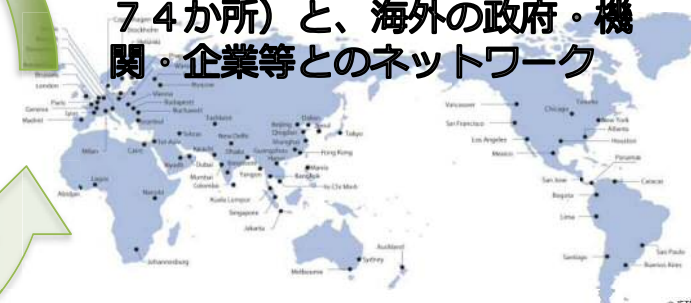 ７４か所）と、海外の政府・機
関・企業等とのネットワーク
Stockholm
London
Paris
Geneva
Madrid
Vienna
Moscow
Budapest
Bucharest
Istanbul
Milan
Cairo
Tashkent
Tehran
Tel Aviv
New Delhi
Karachi
Riyadh
Dubai
Dhaka
Mumbai
Colombo
Yangon
Bangkok
Beijing
Dalian
Qingdao
Seoul
Shanghai
Tokyo
Guangzhou
Hong Kong
Hanoi
Manila
Ho Chi Minh
Kuala Lumpur
Singapore
Jakarta
Lagos
Abidjan
Nairobi
Johannesburg
Auckland
Sydney
Melbourne
Vancouver
San Francisco
Los Angeles
Mexico
Chicago
Toronto
New York
Atlanta
Houston
Panama
San Jose
Caracas
Bogota
Lima
Santiago
Sao Paulo
Buenos Aires